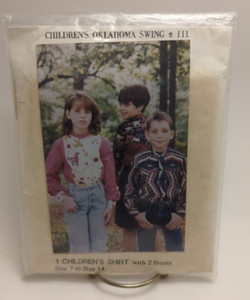 CHILDREN'S OKLAHOMA SWING # 111
1 CHILDREN'S SHIRT with 2 fronts
Size 7 to Size 14